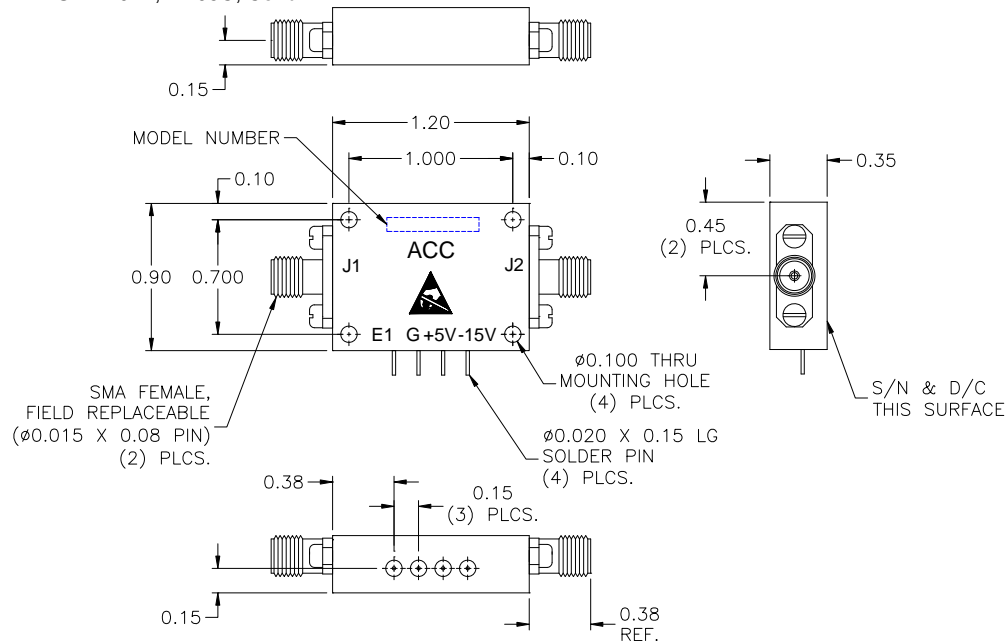 0.15
MODEL NUMBER
1.20
1.000
0.10
0.10
0.35
0.45
(2) PLCS.
0.90
0.700
ACC
J1
J2
E1 G +5V -15V
SMA FEMALE,
FIELD REPLACEABLE
(ø0.015 X 0.08 PIN)
(2) PLCS.
ø0.100 THRU
MOUNTING HOLE
(4) PLCS.
ø0.020 X 0.15 LG
SOLDER PIN
(4) PLCS.
S/N & D/C
THIS SURFACE
0.38
0.15
(3) PLCS.
0.15
0.38
REF.